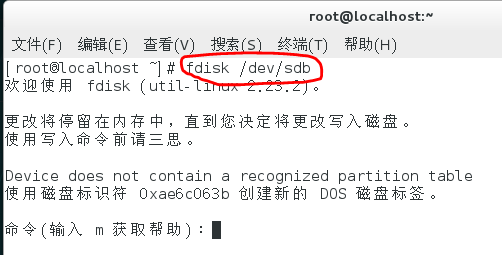 root@localhost:~
文件(F) 编辑(E) 查看(V) 搜索(S) 终端(T) 帮助(H)
[root@localhost ~]# fdisk /dev/sdb
欢迎使用 fdisk (util-linux 2.23.2)。
更改将停留在内存中，直到您决定将更改写入磁盘。
使用写入命令前请三思。
Device does not contain a recognized partition table
使用磁盘标识符 0xae6c063b 创建新的 DOS 磁盘标签。
命令(输入 m 获取帮助)：